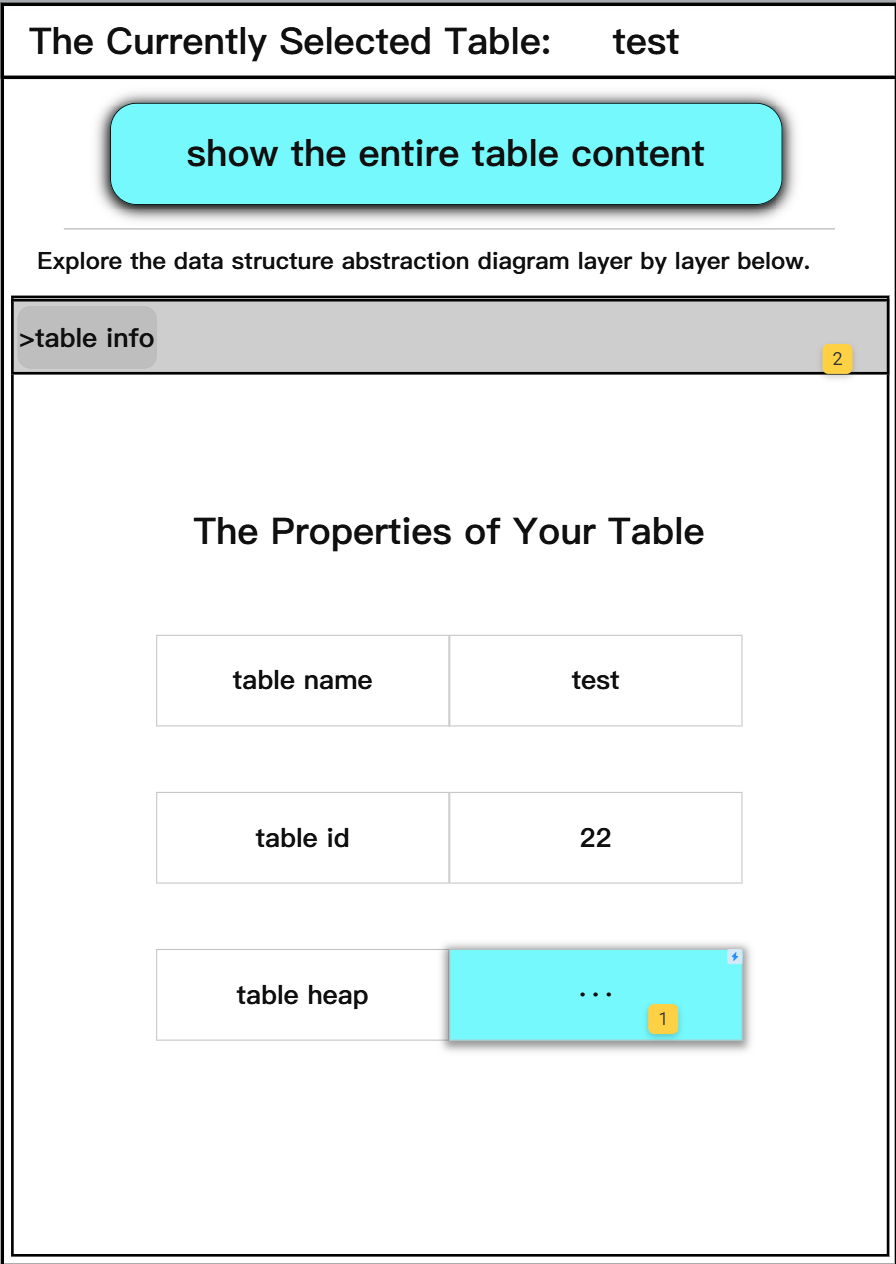 The Currently Selected Table: test
show the entire table content
Explore the data structure abstraction diagram layer by layer below.
>table info
2
The Properties of Your Table
table name test
table id 22
table heap ...
1